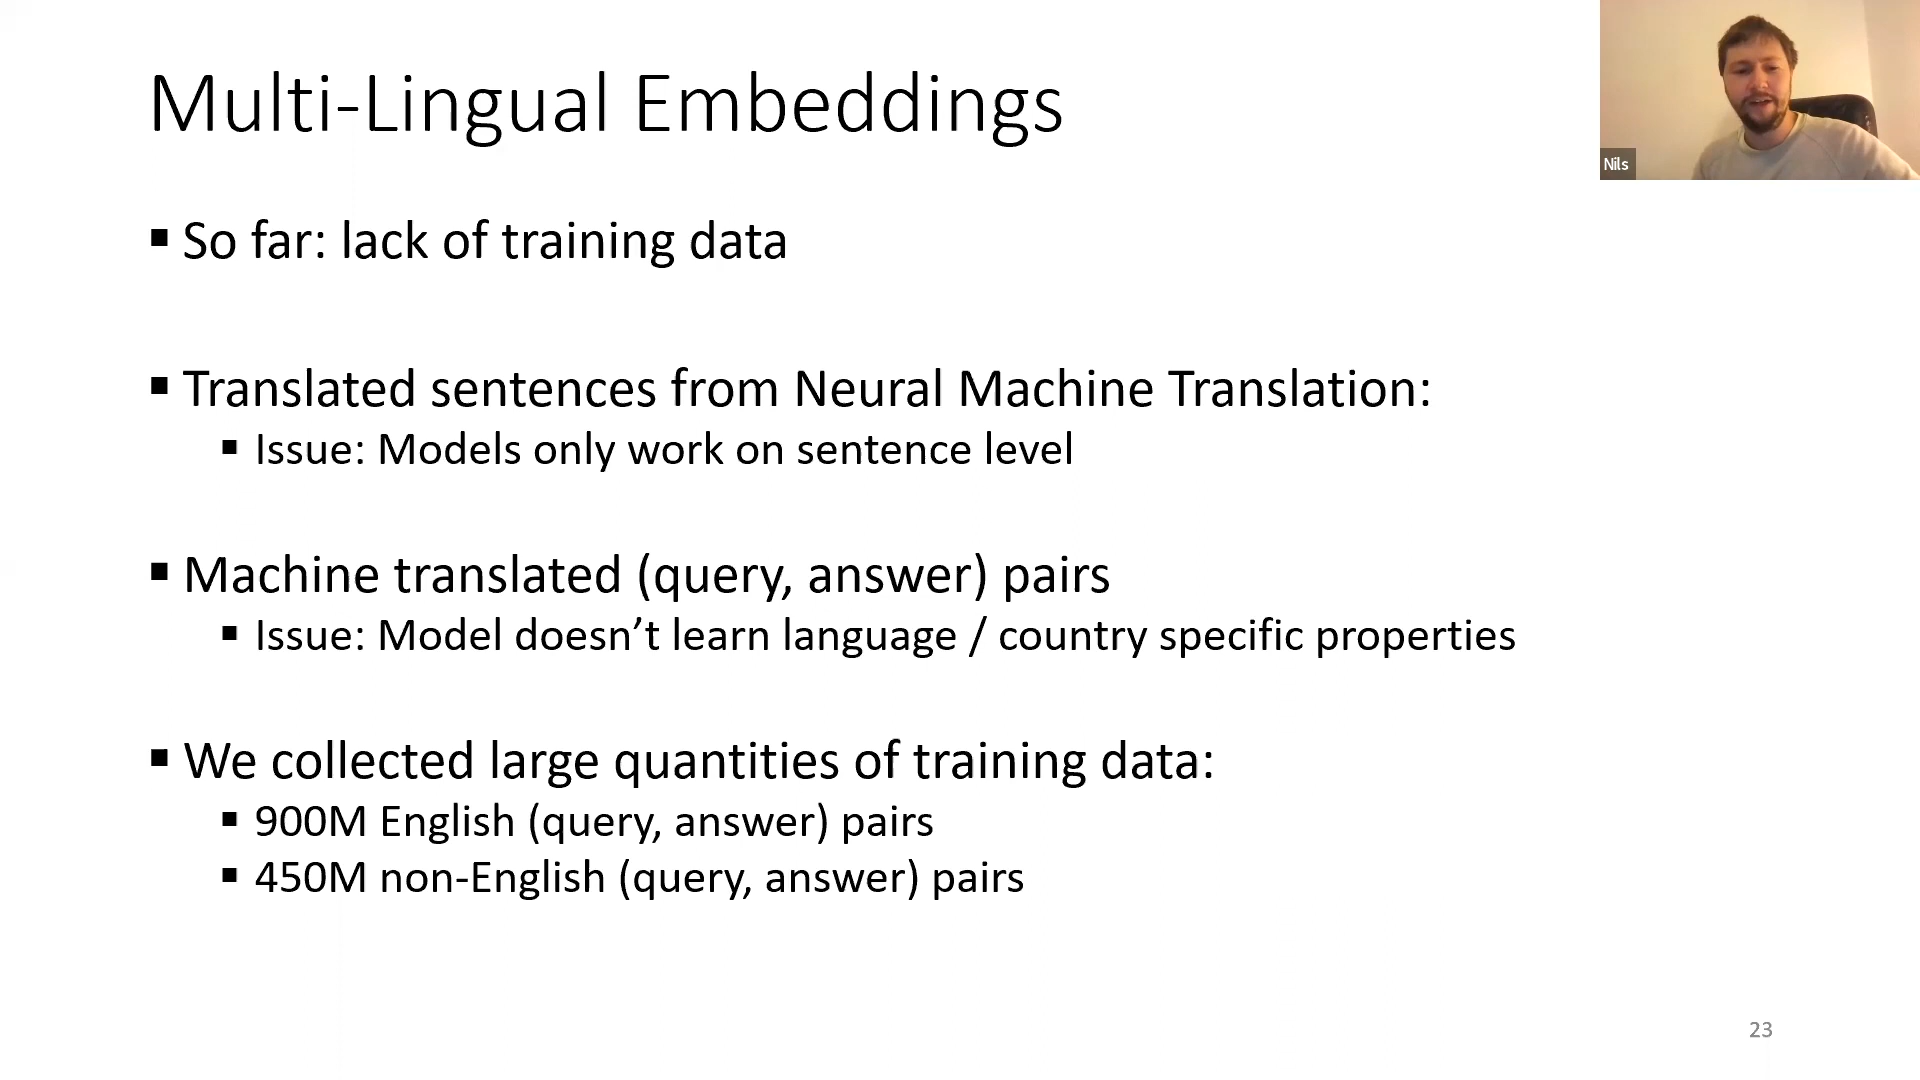 Multi-Lingual Embeddings
Nils
▪ So far: lack of training data
▪ Translated sentences from Neural Machine Translation:
▪ Issue: Models only work on sentence level
▪ Machine translated (query, answer) pairs
▪ Issue: Model doesn’t learn language / country specific properties
▪ We collected large quantities of training data:
▪ 900M English (query, answer) pairs
▪ 450M non-English (query, answer) pairs
23